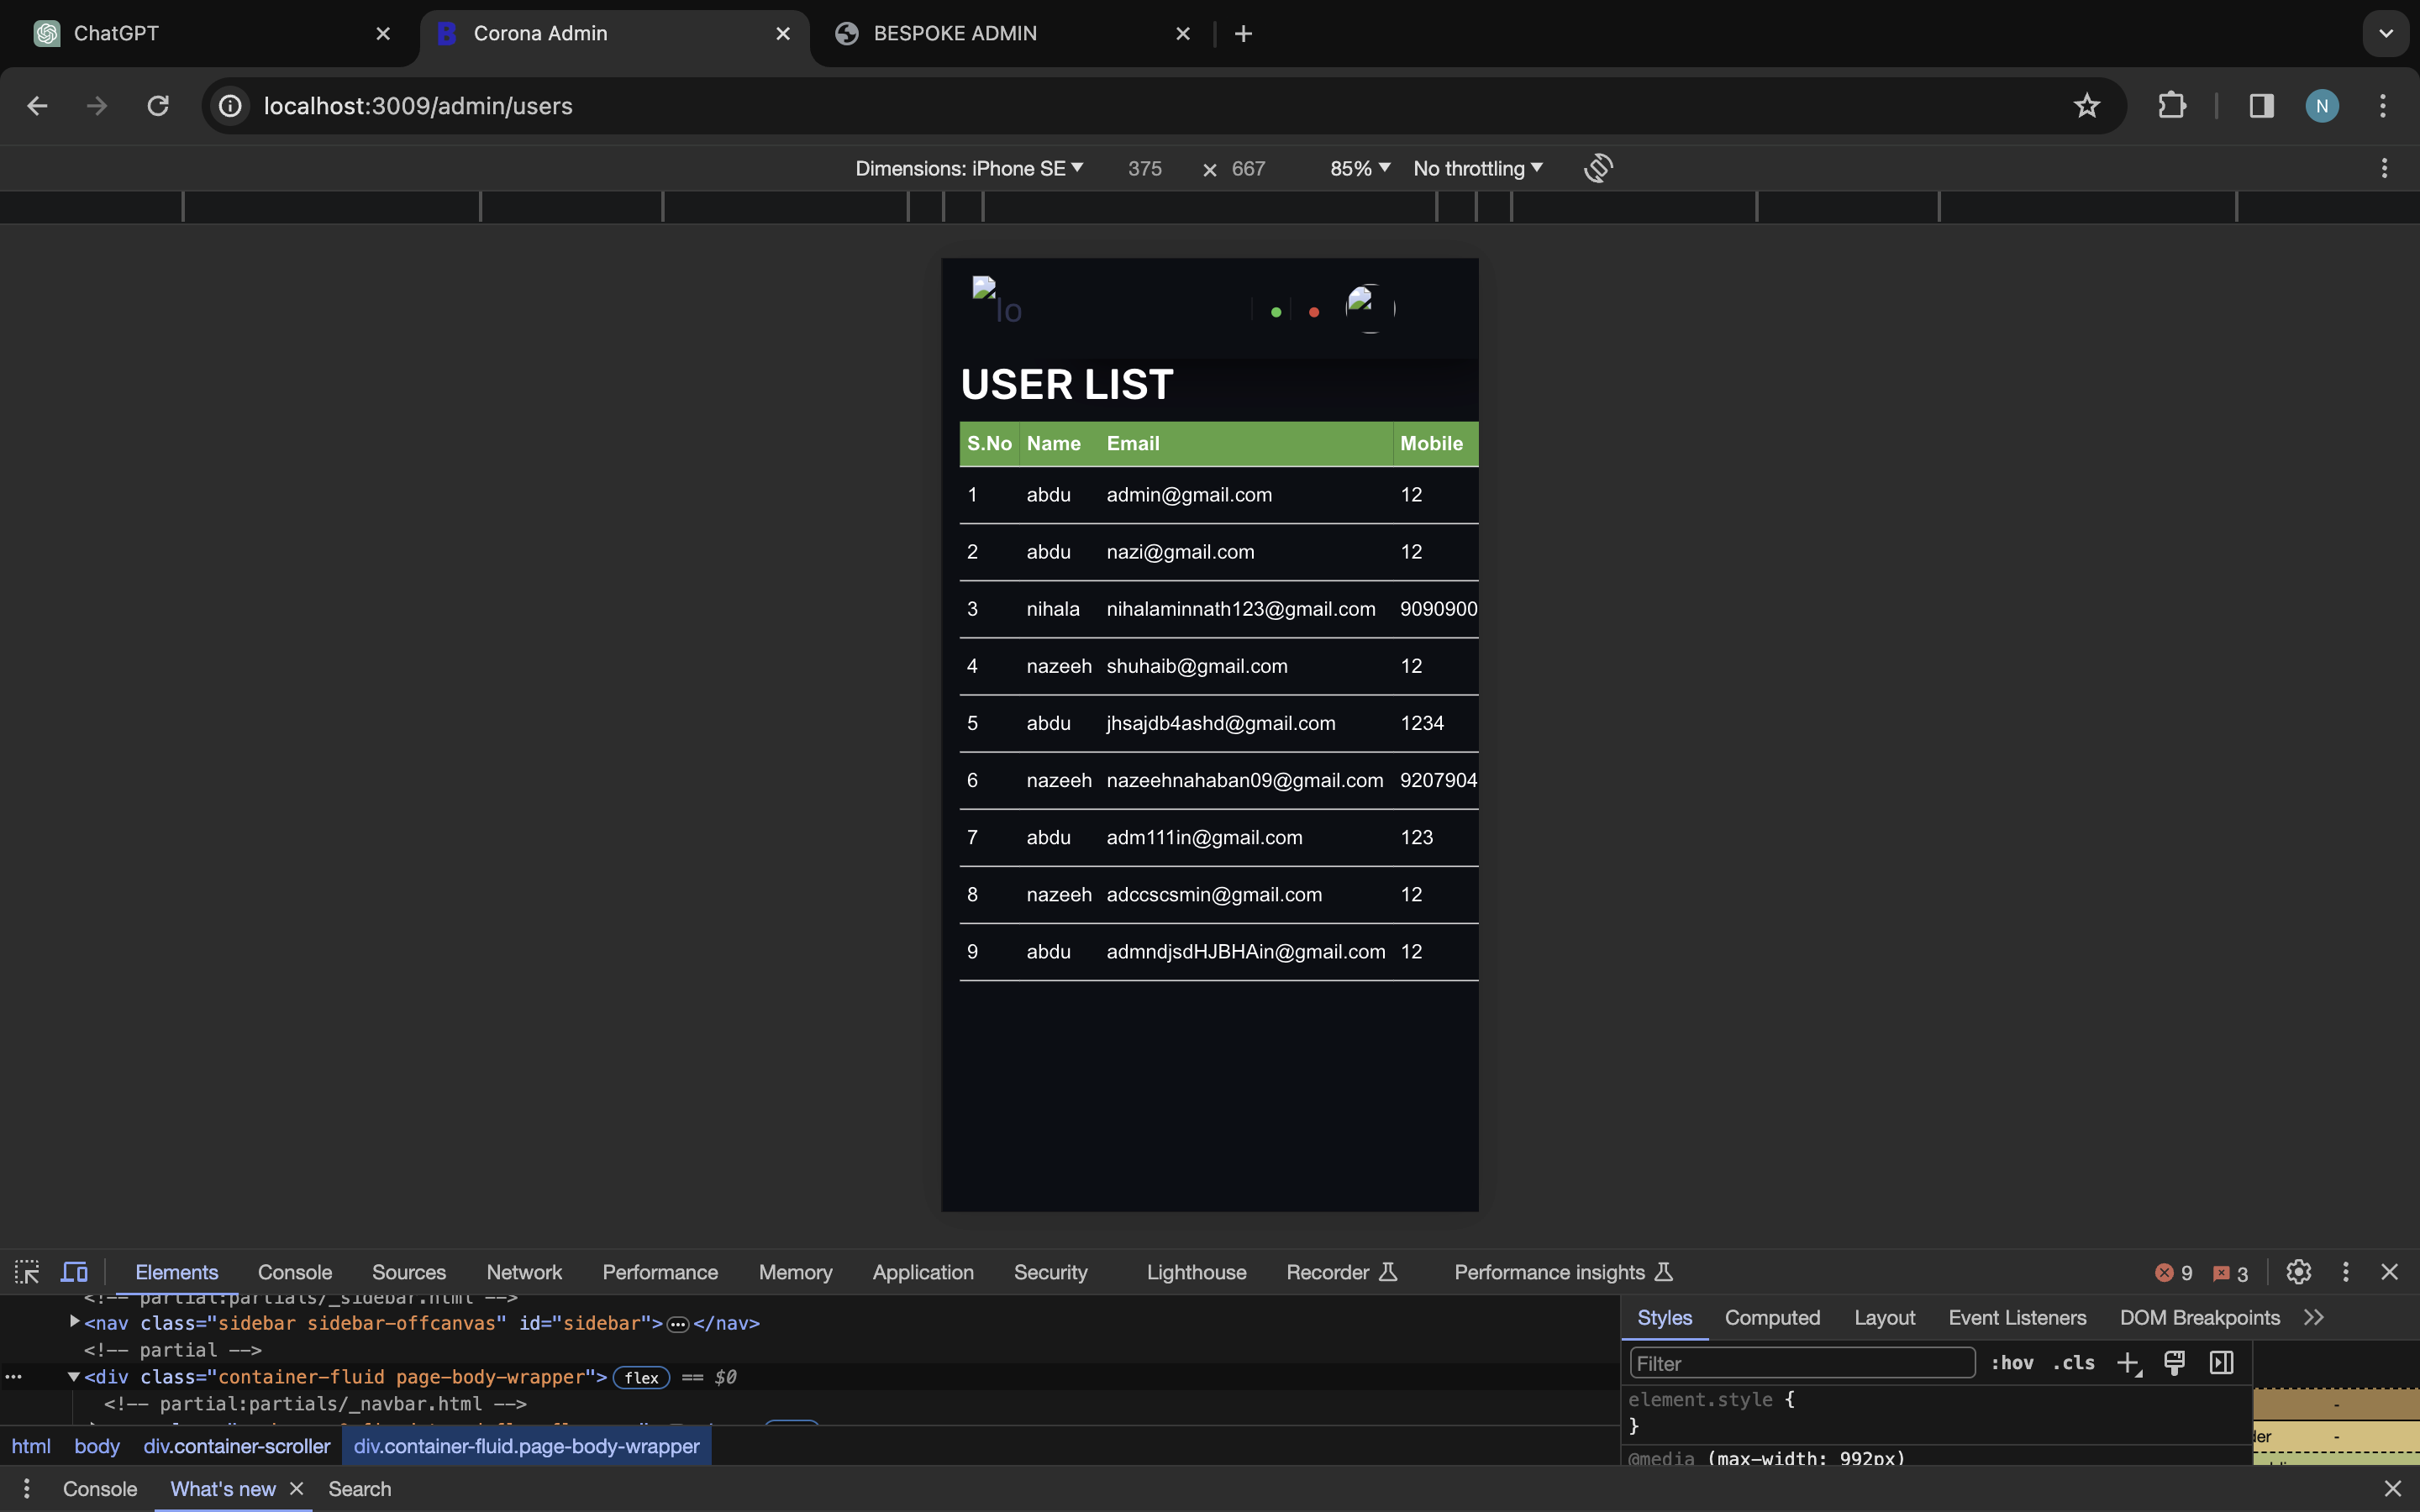 ChatGPT
Corona Admin
BESPOKE ADMIN
localhost:3009/admin/users
N
Dimensions: iPhone SE 375 × 667 85% No throttling
lo
USER LIST
S.No Name Email Mobile
1 abdu admin@gmail.com 12
2 abdu nazi@gmail.com 12
3 nihala nihalaminnath123@gmail.com 9090900
4 nazeeh shuhaib@gmail.com 12
5 abdu jhsajdb4ashd@gmail.com 1234
6 nazeeh nazeehnahaban09@gmail.com 9207904
7 abdu adm111in@gmail.com 123
8 nazeeh adccscsmin@gmail.com 12
9 abdu admndjsdHJBHAin@gmail.com 12
Elements Console Sources Network Performance Memory Application Security Lighthouse Recorder Performance insights 9 3
<!-- partial:partials/_sidebar.html -->
<nav class="sidebar sidebar-offcanvas" id="sidebar">…</nav>
<!-- partial -->
<div class="container-fluid page-body-wrapper"> flex == $0
<!-- partial:partials/_navbar.html -->
html body div.container-scroller div.container-fluid.page-body-wrapper
Styles Computed Layout Event Listeners DOM Breakpoints
Filter :hov .cls
element.style {
}
@media (max-width: 992px)
-
der -
Console What's new Search